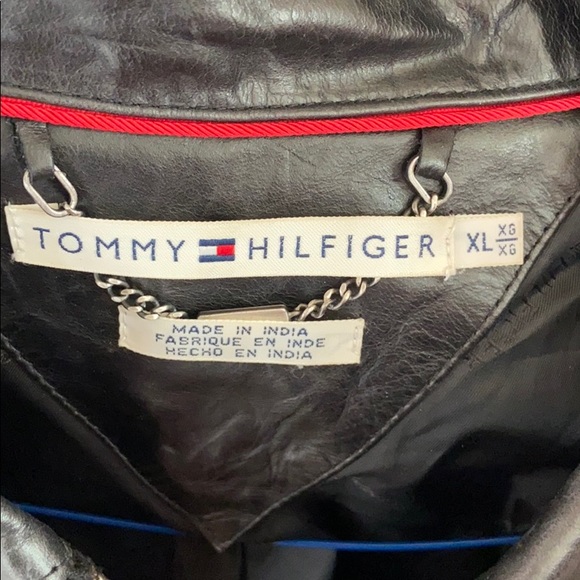 TOMMY HILFIGER XL XG
XG
MADE IN INDIA
FABRIQUE EN INDE
HECHO EN INDIA